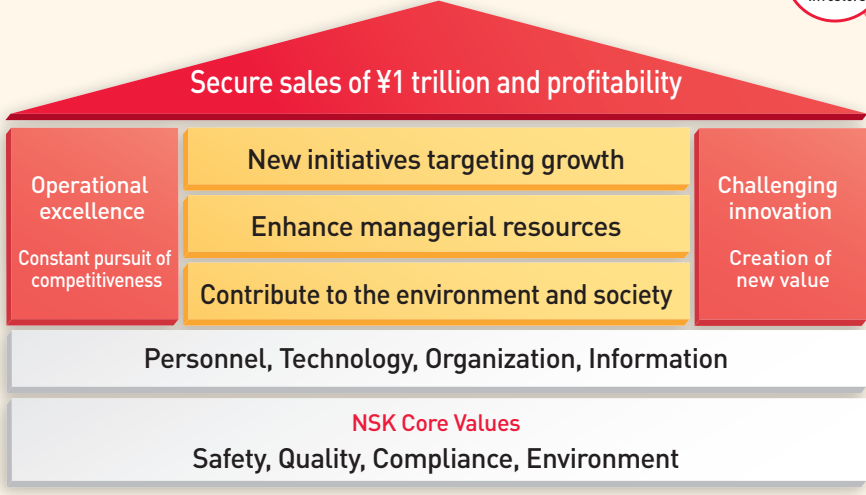 Secure sales of ¥1 trillion and profitability
Operational
excellence
Constant pursuit of
competitiveness
New initiatives targeting growth
Enhance managerial resources
Contribute to the environment and society
Challenging
innovation
Creation of
new value
Personnel, Technology, Organization, Information
NSK Core Values
Safety, Quality, Compliance, Environment